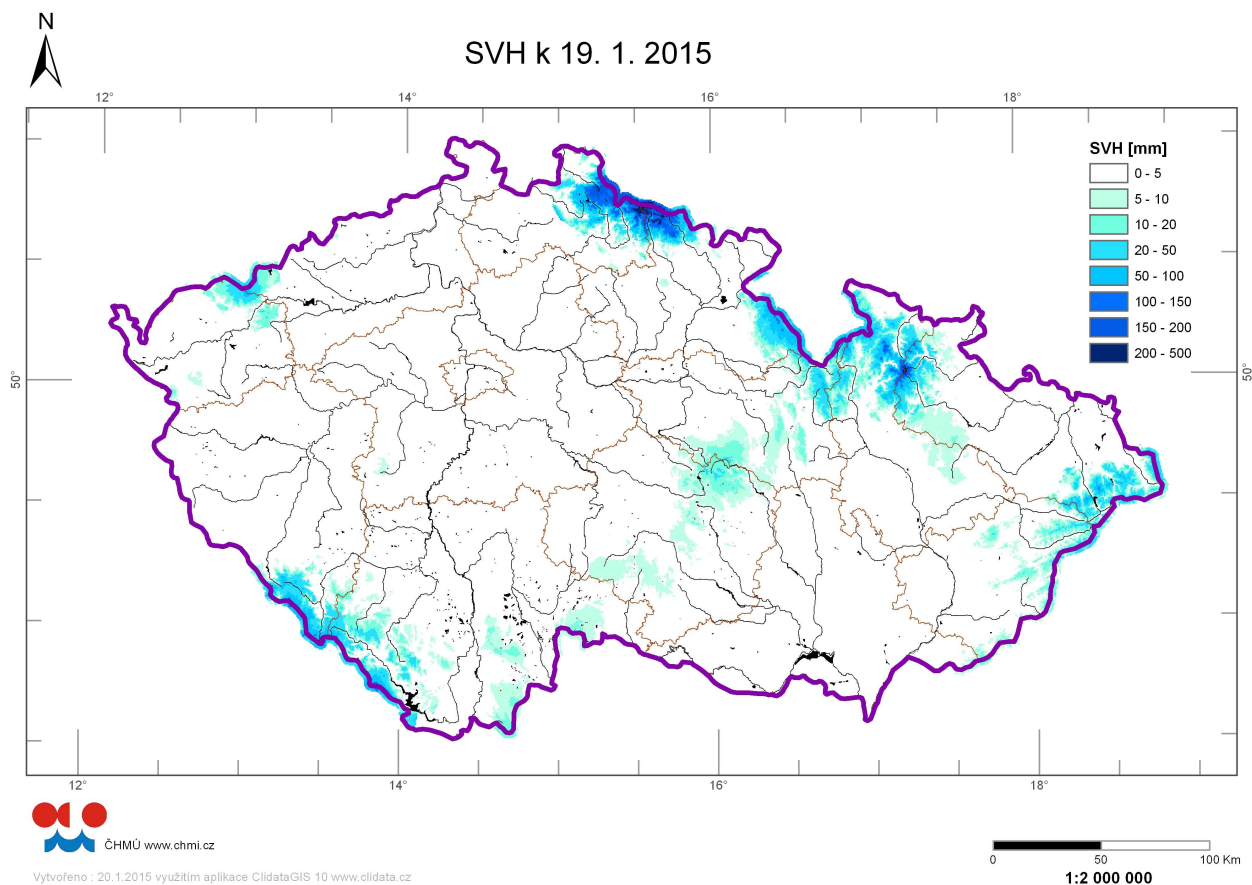 N
SVH k 19. 1. 2015
12° 14° 16° 18°
SVH [mm]
0 - 5
5 - 10
10 - 20
20 - 50
50 - 100
100 - 150
150 - 200
200 - 500
50° 50°
12° 14° 16° 18°
ČHMÚ www.chmi.cz
0 50 100 Km
1:2 000 000
Vytvořeno : 20.1.2015 využitím aplikace ClidataGIS 10 www.clidata.cz